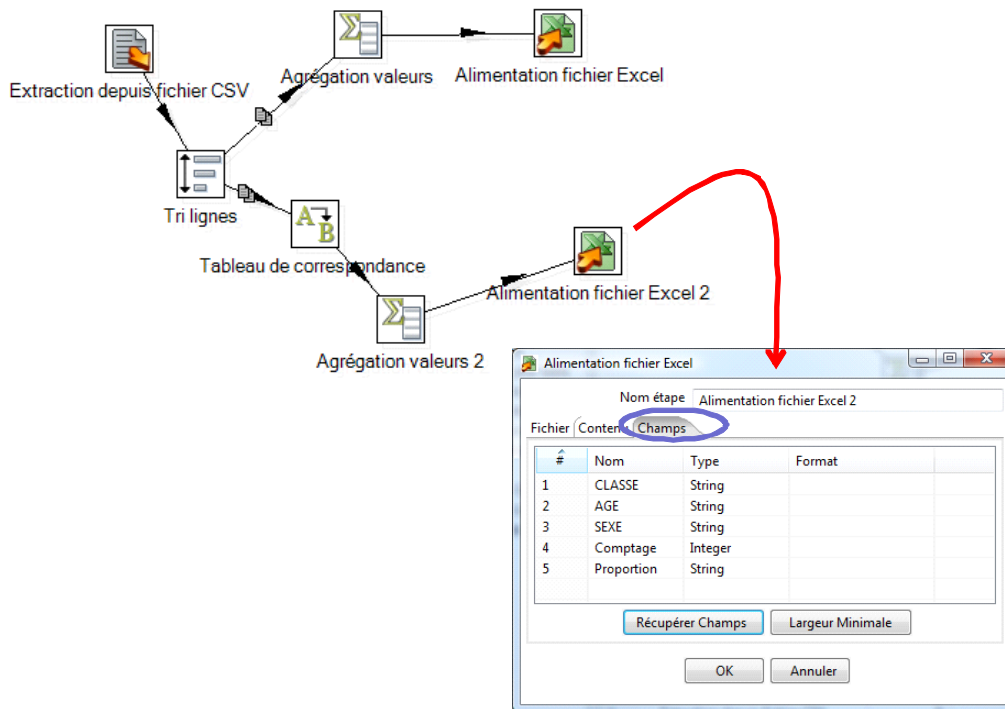 Extraction depuis fichier CSV
Agrégation valeurs
Alimentation fichier Excel
Tri lignes
Tableau de correspondance
Alimentation fichier Excel 2
Agrégation valeurs 2
Alimentation fichier Excel
Nom étape Alimentation fichier Excel 2
Fichier Conten Champs
# Nom Type Format
1 CLASSE String
2 AGE String
3 SEXE String
4 Comptage Integer
5 Proportion String
Récupérer Champs Largeur Minimale
OK Annuler